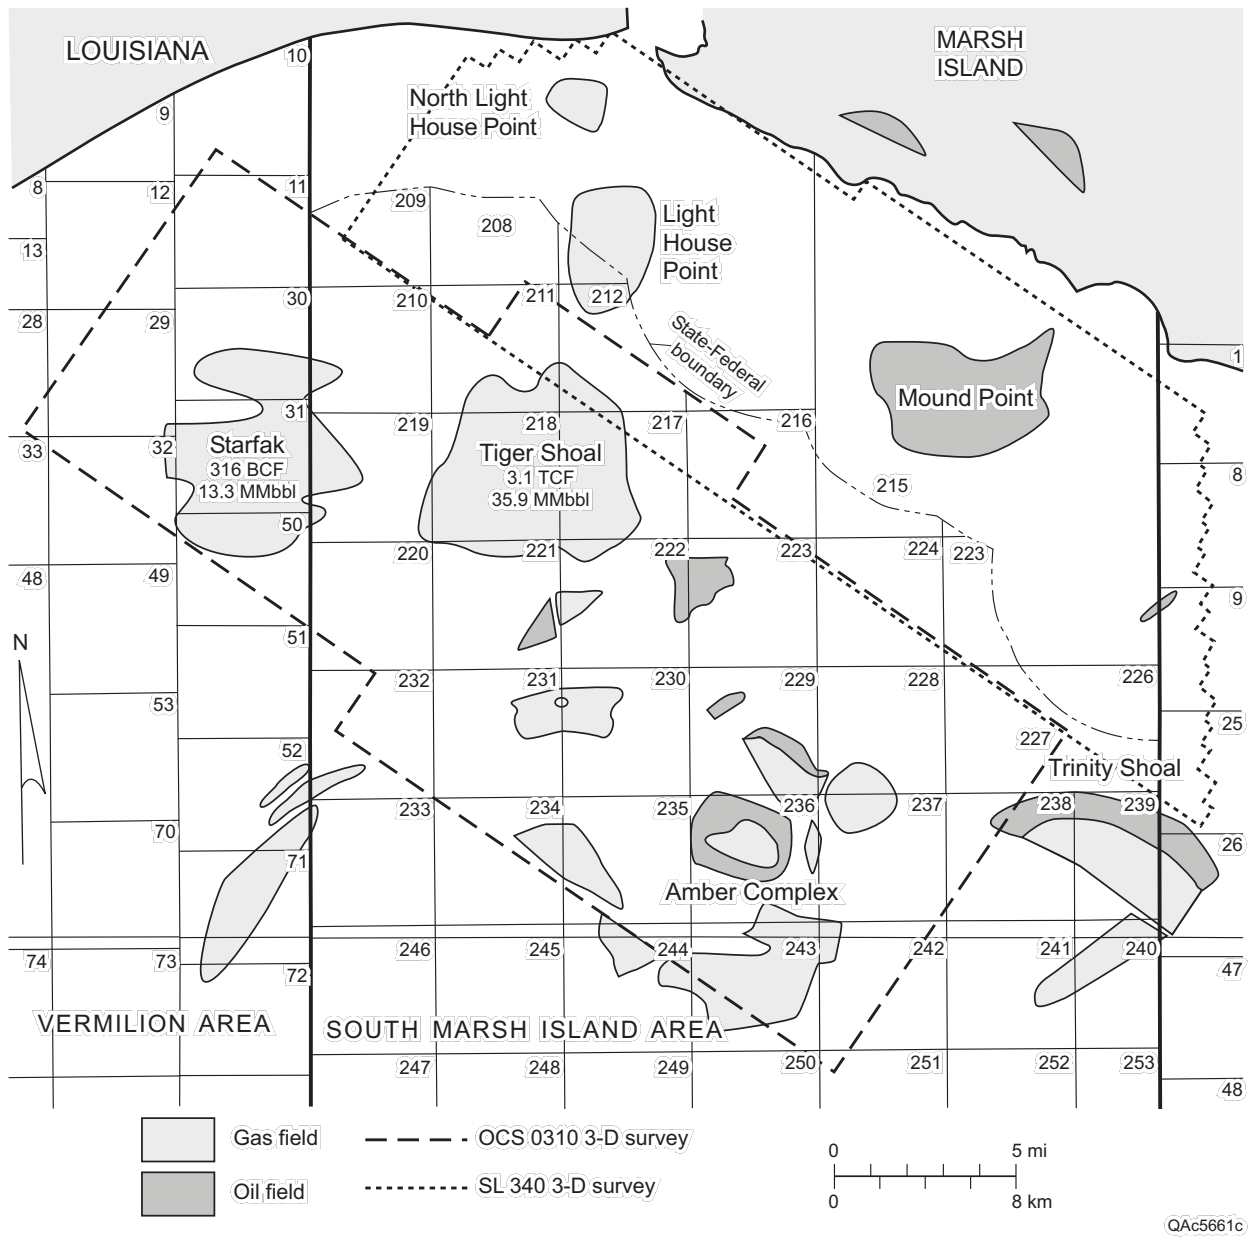 LOUISIANA
MARSH
ISLAND
10
North Light
House Point
9
8
12
11
209
208
Light
House
Point
13
30
210
211
212
28
29
State-Federal
boundary
1
Mound Point
31
219
218
217
216
33
32
Starfak
316 BCF
13.3 MMbbl
Tiger Shoal
3.1 TCF
35.9 MMbbl
8
215
50
220
221
222
223
224
223
48
49
9
N
51
232
231
230
229
228
226
53
25
52
227
Trinity Shoal
233
234
235
236
237
238
239
70
26
71
Amber Complex
74
73
72
246
245
244
243
242
241
240
47
VERMILION AREA
SOUTH MARSH ISLAND AREA
247
248
249
250
251
252
253
48
Gas field
OCS 0310 3-D survey
0 5 mi
Oil field
SL 340 3-D survey
0 8 km
QAc5661c